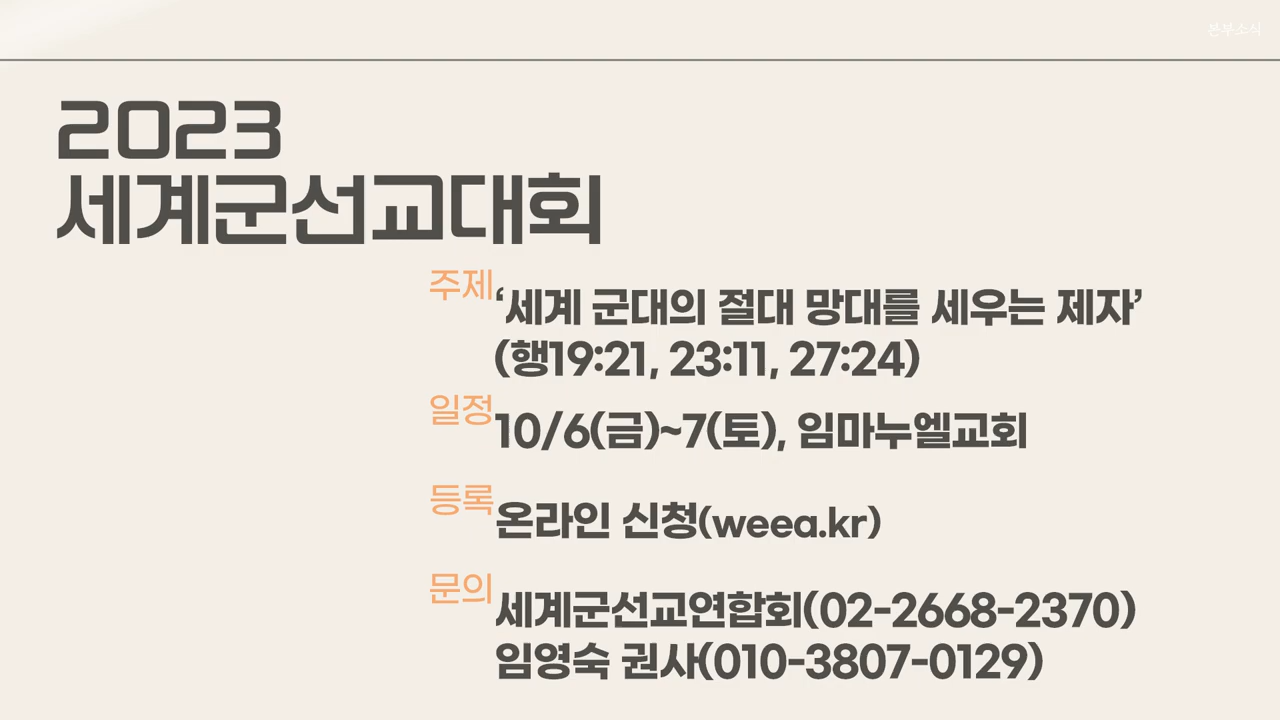 본부소식
2023
세계군선교대회
주제 ‘세계 군대의 절대 망대를 세우는 제자’
(행19:21, 23:11, 27:24)
일정 10/6(금)~7(토), 임마누엘교회
등록 온라인 신청(weea.kr)
문의 세계군선교연합회(02-2668-2370)
임영숙 권사(010-3807-0129)